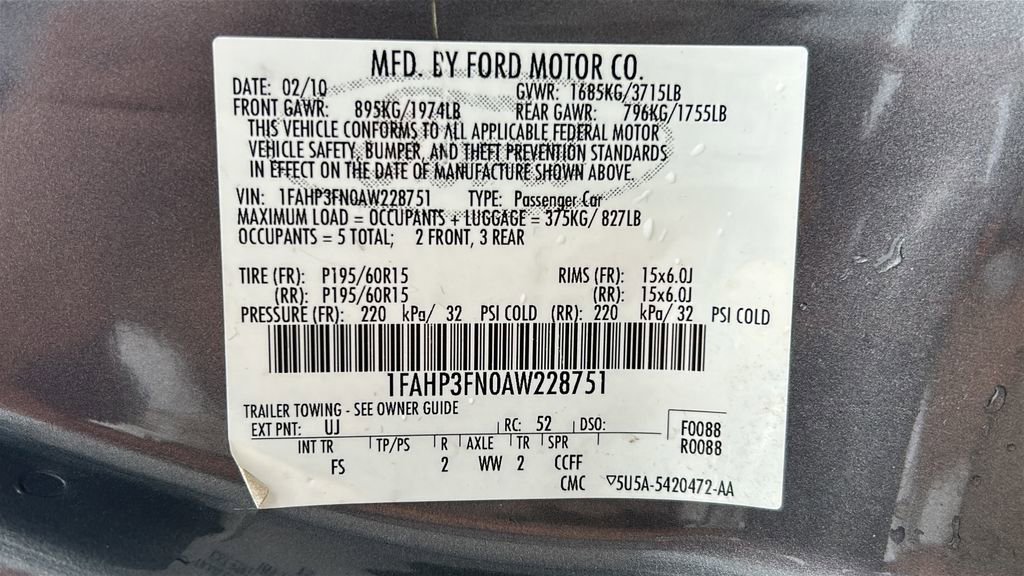 MFD. BY FORD MOTOR CO.
DATE: 02/10 GVWR: 1685KG/3715LB
FRONT GAWR: 895KG/1974LB REAR GAWR: 796KG/1755LB
THIS VEHICLE CONFORMS TO ALL APPLICABLE FEDERAL MOTOR
VEHICLE SAFETY, BUMPER, AND THEFT PREVENTION STANDARDS
IN EFFECT ON THE DATE OF MANUFACTURE SHOWN ABOVE.
VIN: 1FAHP3FN0AW228751 TYPE: Passenger Car
MAXIMUM LOAD = OCCUPANTS + LUGGAGE = 375KG/ 827LB
OCCUPANTS = 5 TOTAL; 2 FRONT, 3 REAR
TIRE (FR): P195/60R15 RIMS (FR): 15x6.0J
(RR): P195/60R15 (RR): 15x6.0J
PRESSURE (FR): 220 kPa/ 32 PSI COLD (RR): 220 kPa/ 32 PSI COLD
1FAHP3FN0AW228751
TRAILER TOWING - SEE OWNER GUIDE
EXT PNT: UJ RC: 52 DSO: F0088
INT TR TP/PS R AXLE TR SPR R0088
FS 2 WW 2 CCFF
CMC ▽5U5A-5420472-AA